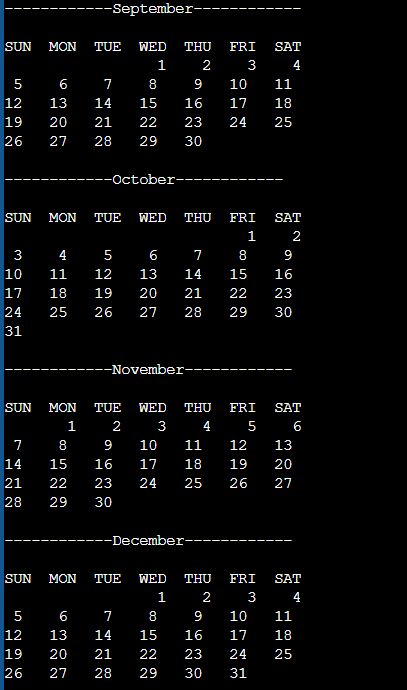 ------------September------------
SUN  MON  TUE  WED  THU  FRI  SAT
                 1    2    3    4
 5    6    7    8    9   10   11
12   13   14   15   16   17   18
19   20   21   22   23   24   25
26   27   28   29   30
------------October------------
SUN  MON  TUE  WED  THU  FRI  SAT
                           1    2
 3    4    5    6    7    8    9
10   11   12   13   14   15   16
17   18   19   20   21   22   23
24   25   26   27   28   29   30
31
------------November------------
SUN  MON  TUE  WED  THU  FRI  SAT
       1    2    3    4    5    6
 7    8    9   10   11   12   13
14   15   16   17   18   19   20
21   22   23   24   25   26   27
28   29   30
------------December------------
SUN  MON  TUE  WED  THU  FRI  SAT
                 1    2    3    4
 5    6    7    8    9   10   11
12   13   14   15   16   17   18
19   20   21   22   23   24   25
26   27   28   29   30   31